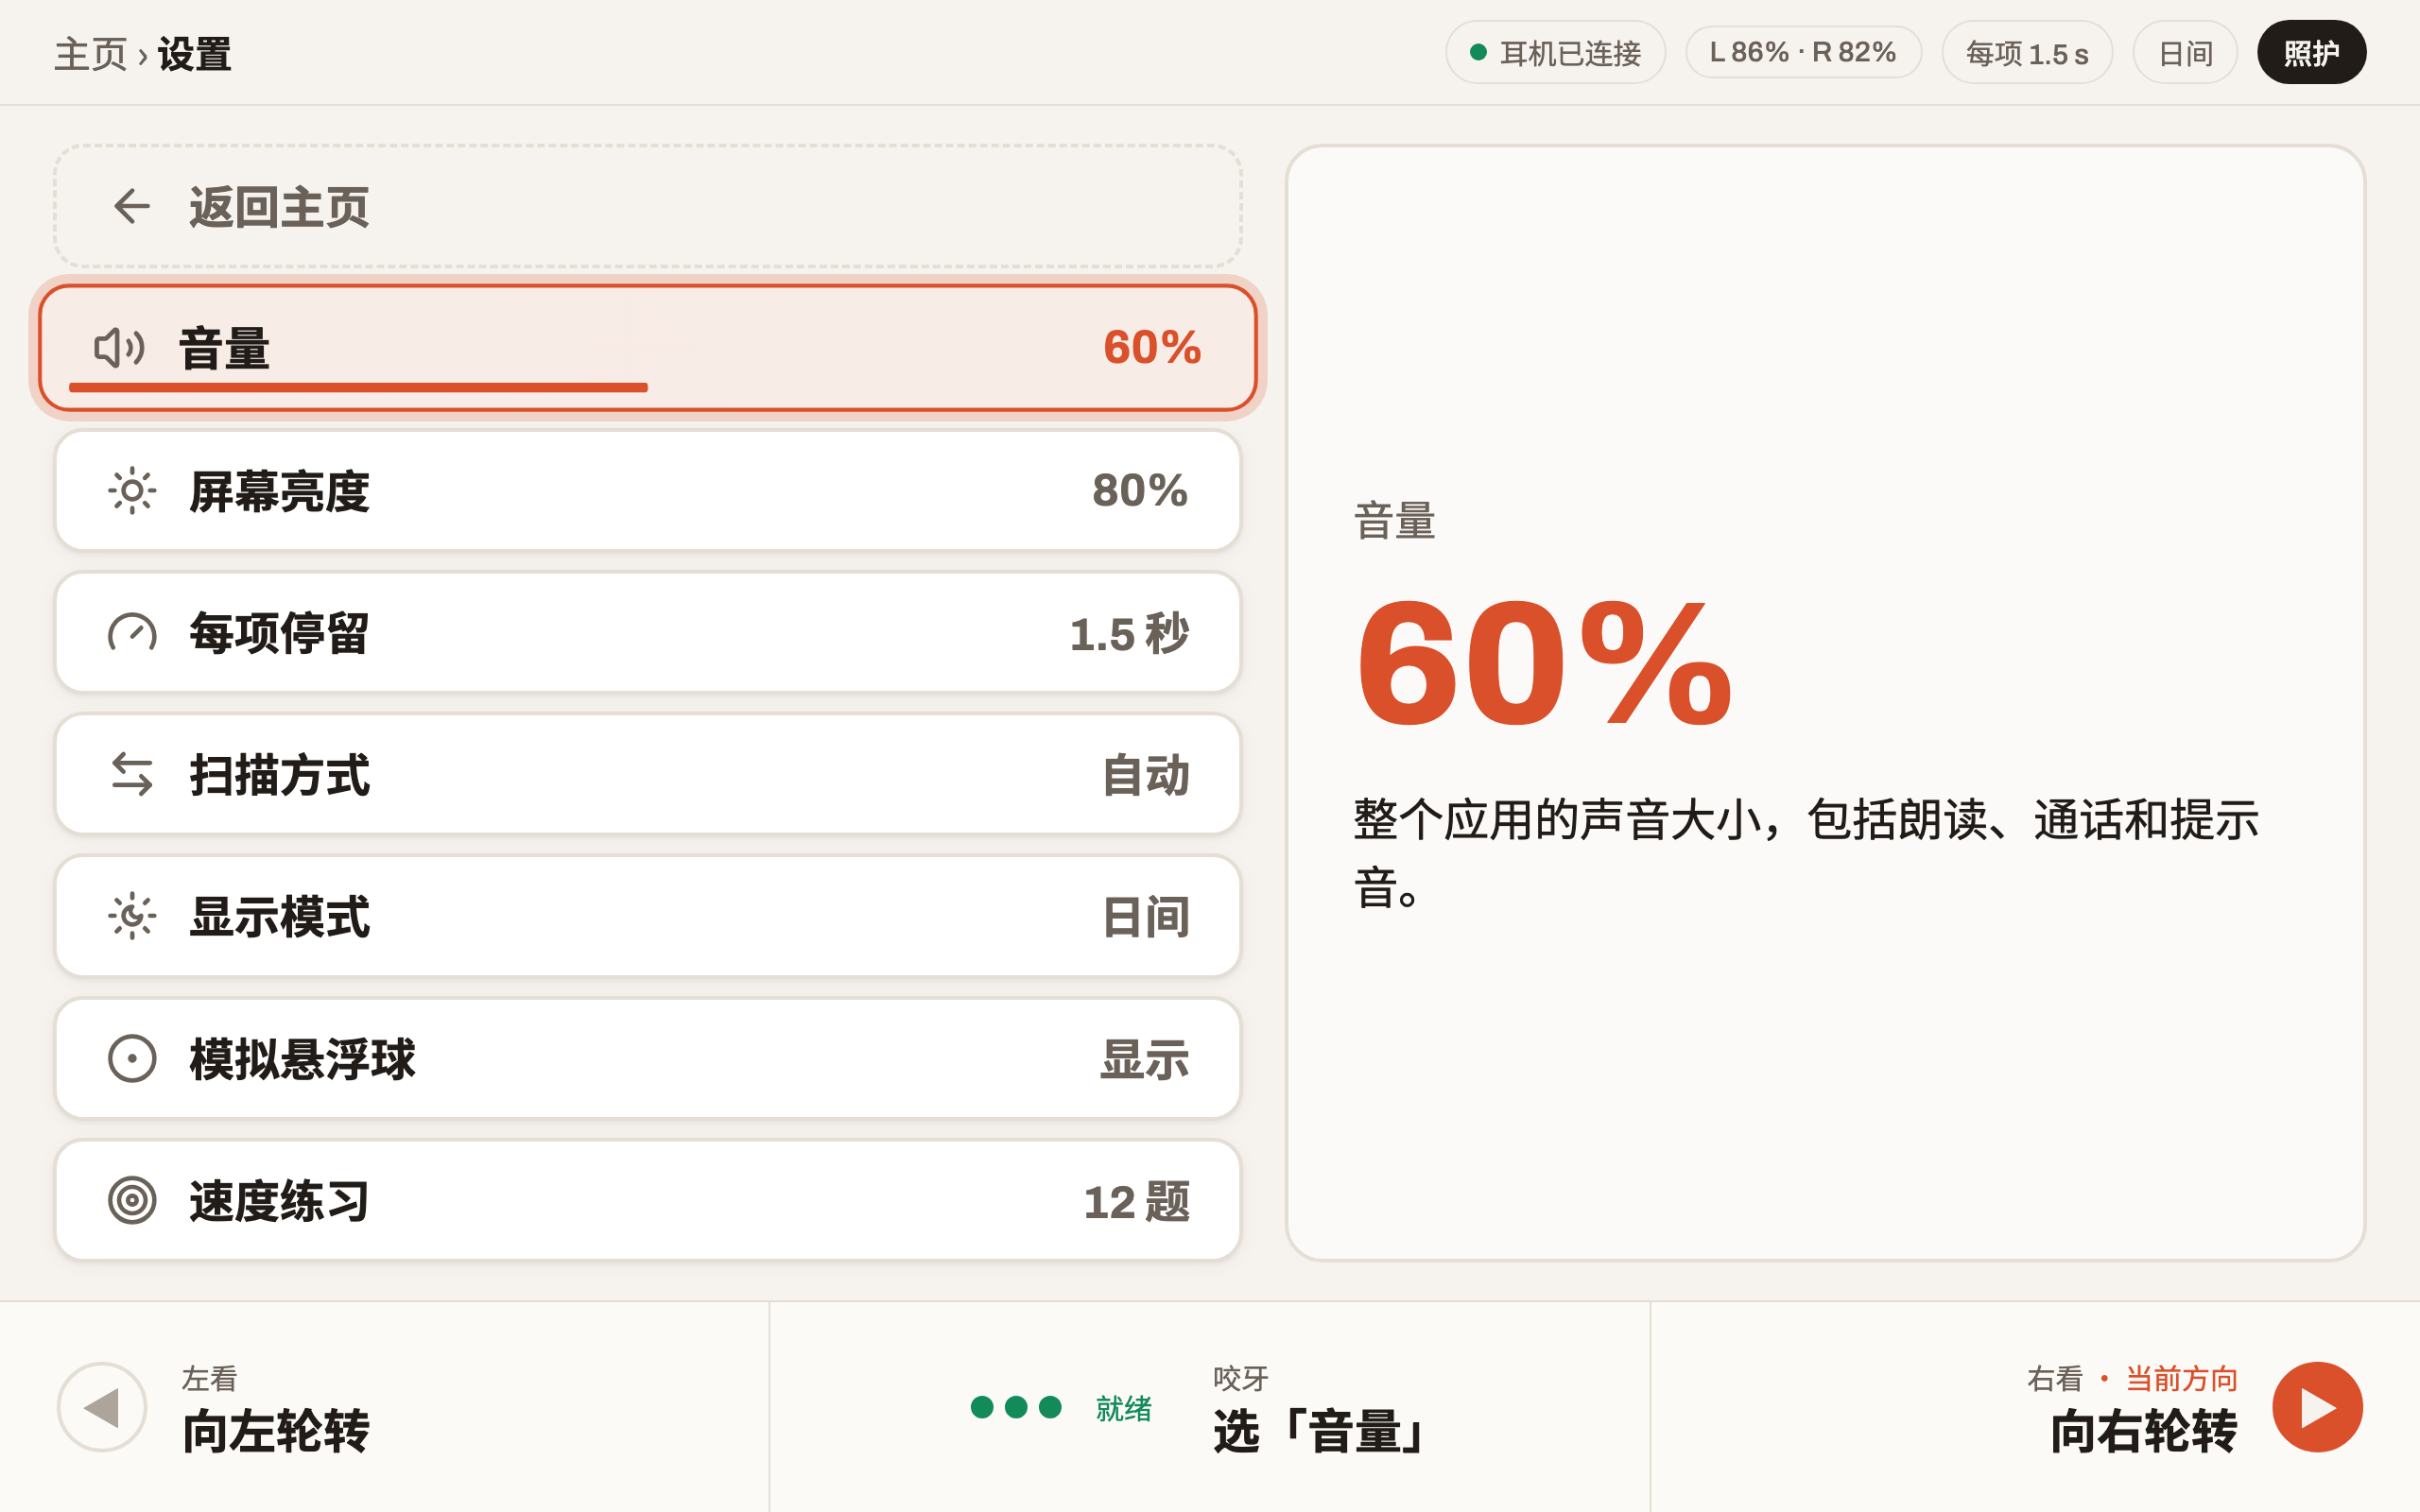 主页 › 设置
耳机已连接
L 86% · R 82%
每项 1.5 s
日间
照护
返回主页
音量 60%
屏幕亮度 80%
每项停留 1.5 秒
扫描方式 自动
显示模式 日间
模拟悬浮球 显示
速度练习 12 题
音量
60%
整个应用的声音大小，包括朗读、通话和提示
音。
左看
向左轮转
就绪
咬牙
选「音量」
右看 · 当前方向
向右轮转